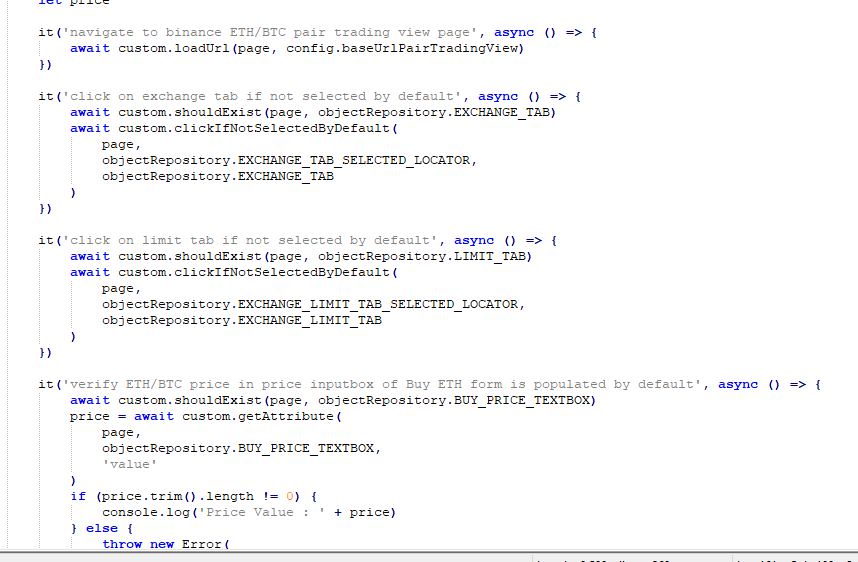 let price
it('navigate to binance ETH/BTC pair trading view page', async () => {
await custom.loadUrl(page, config.baseUrlPairTradingView)
})
it('click on exchange tab if not selected by default', async () => {
await custom.shouldExist(page, objectRepository.EXCHANGE_TAB)
await custom.clickIfNotSelectedByDefault(
page,
objectRepository.EXCHANGE_TAB_SELECTED_LOCATOR,
objectRepository.EXCHANGE_TAB
)
})
it('click on limit tab if not selected by default', async () => {
await custom.shouldExist(page, objectRepository.LIMIT_TAB)
await custom.clickIfNotSelectedByDefault(
page,
objectRepository.EXCHANGE_LIMIT_TAB_SELECTED_LOCATOR,
objectRepository.EXCHANGE_LIMIT_TAB
)
})
it('verify ETH/BTC price in price inputbox of Buy ETH form is populated by default', async () => {
await custom.shouldExist(page, objectRepository.BUY_PRICE_TEXTBOX)
price = await custom.getAttribute(
page,
objectRepository.BUY_PRICE_TEXTBOX,
'value'
)
if (price.trim().length != 0) {
console.log('Price Value : ' + price)
} else {
throw new Error(